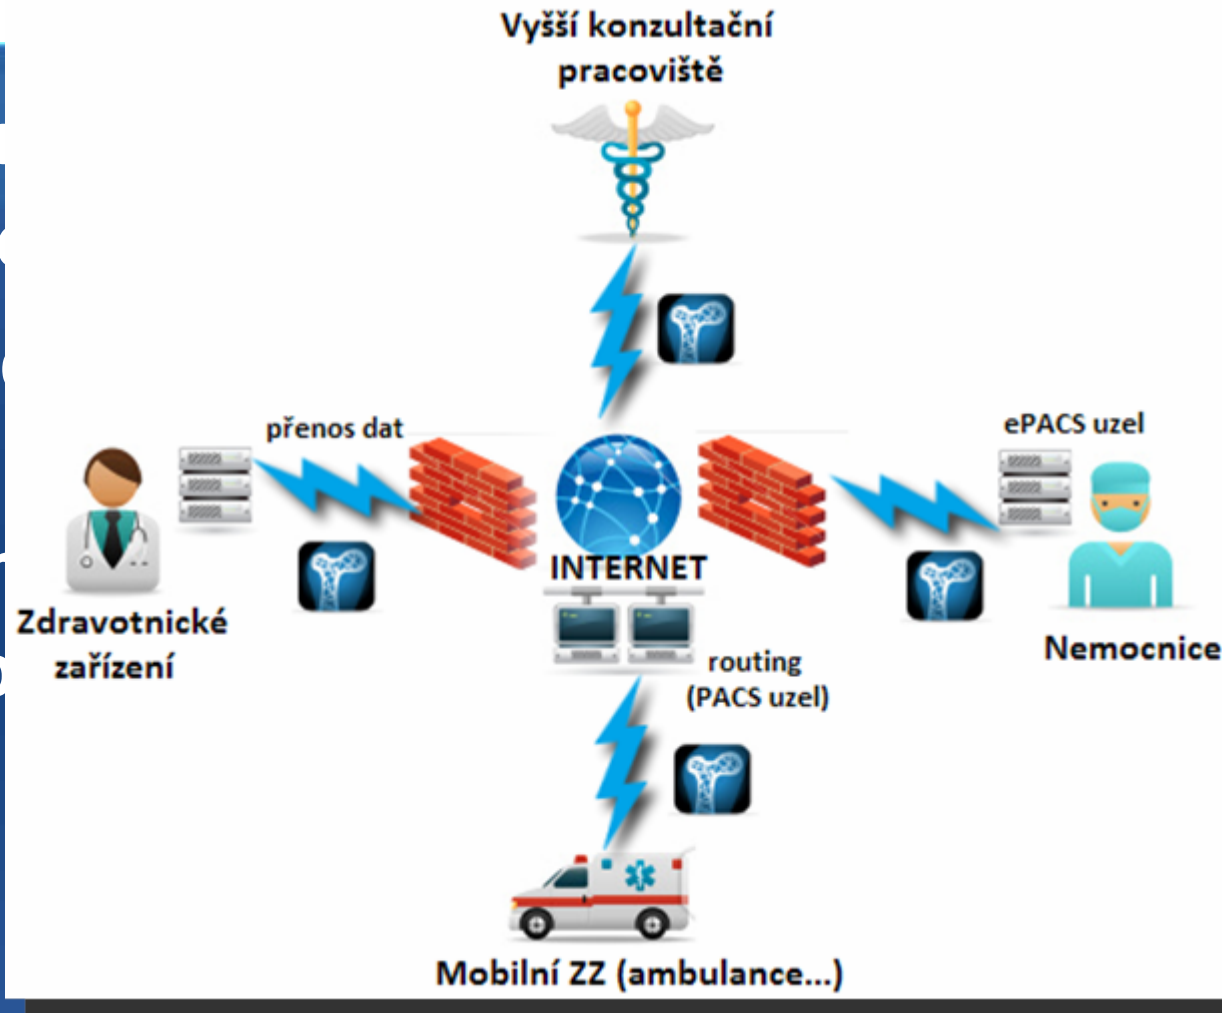 Vyšší konzultační
pracoviště
přenos dat
ePACS uzel
INTERNET
Zdravotnické
zařízení
Nemocnice
routing
(PACS uzel)
Mobilní ZZ (ambulance...)